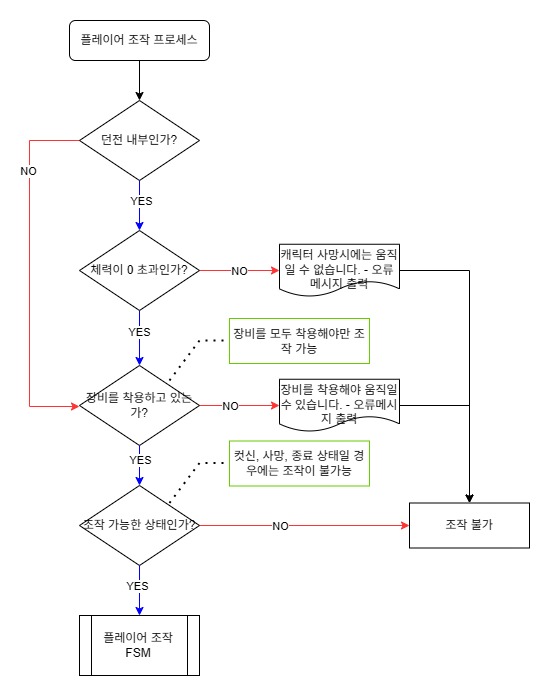 플레이어 조작 프로세스
던전 내부인가?
NO
YES
체력이 0 초과인가?
NO
캐릭터 사망시에는 움직
일 수 없습니다. - 오류
메시지 출력
YES
장비를 모두 착용해야만 조
작 가능
장비를 착용하고 있는
가?
NO
장비를 착용해야 움직일
수 있습니다. - 오류메시
지 출력
YES
컷신, 사망, 종료 상태일 경
우에는 조작이 불가능
조작 가능한 상태인가?
NO
조작 불가
YES
플레이어 조작
FSM